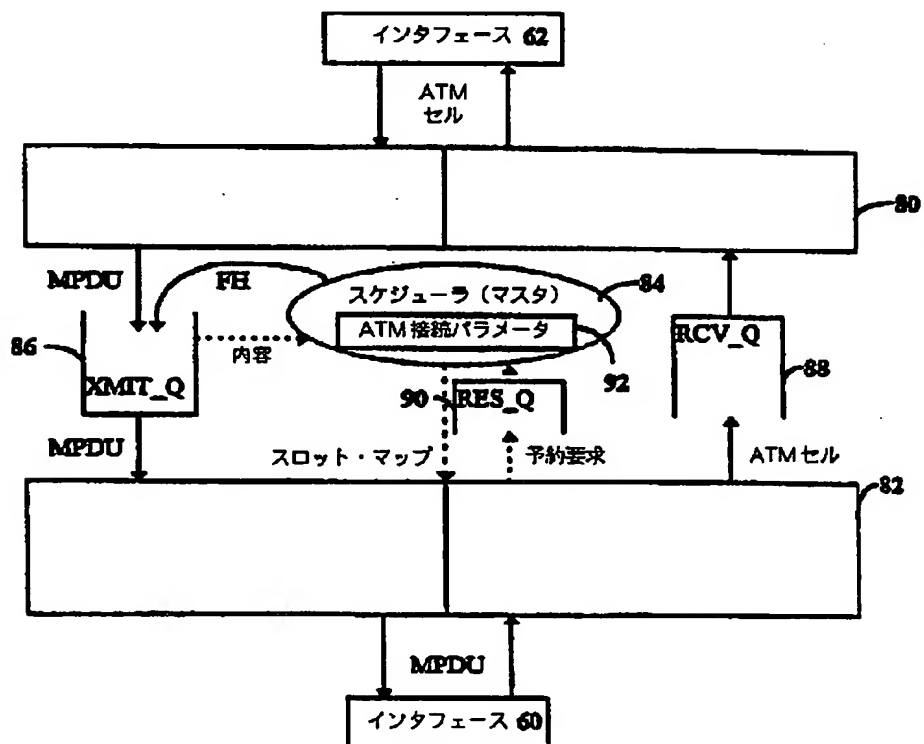 インタフェース 62
ATM
セル
80
MPDU
FH
スケジューラ（マスタ）
84
ATM 接続パラメータ
86
内容
92
RCV_Q
88
XMIT_Q
90
RES_Q
MPDU
スロット・マップ
予約要求
ATM セル
82
MPDU
インタフェース 60